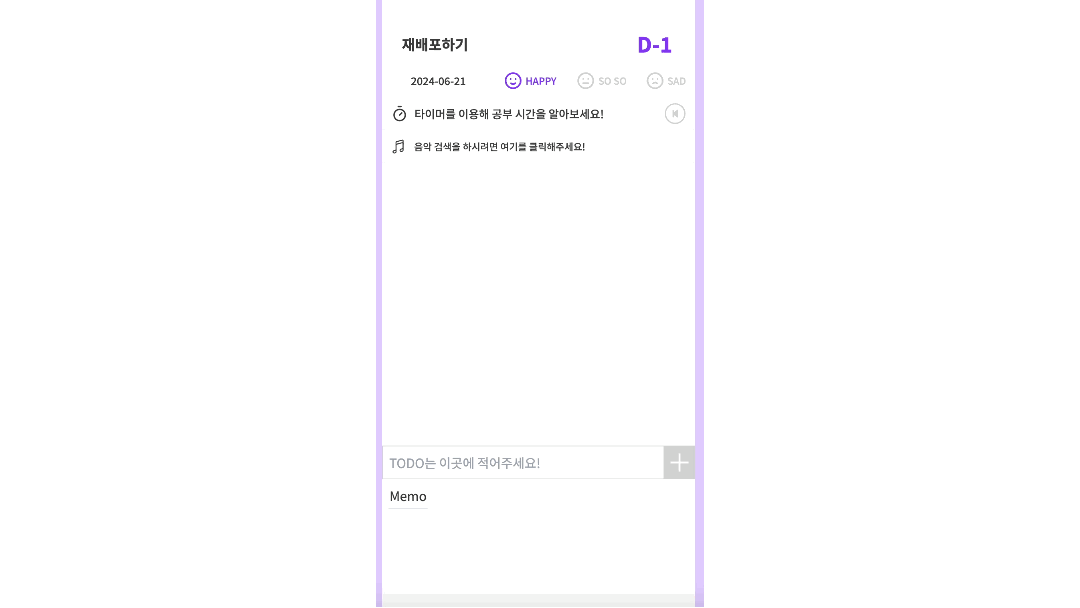 재배포하기 D-1
2024-06-21 HAPPY SO SO SAD
타이머를 이용해 공부 시간을 알아보세요!
음악 검색을 하시려면 여기를 클릭해주세요!
TODO는 이곳에 적어주세요!
Memo